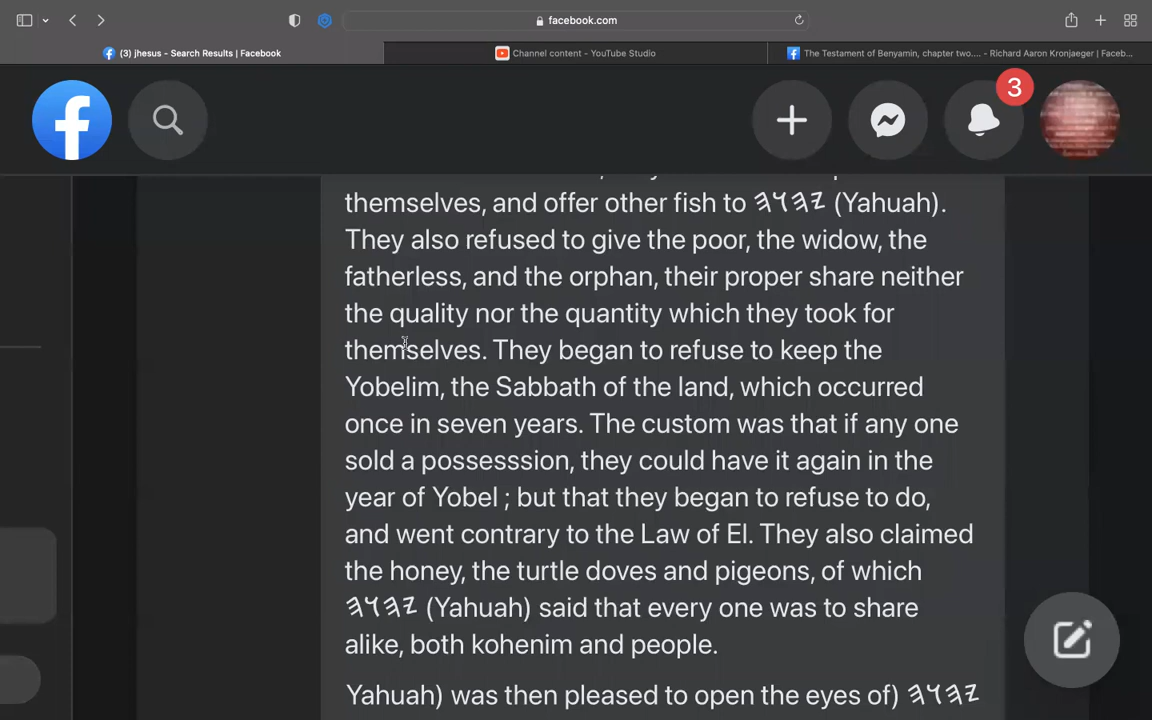 facebook.com
(3) jhesus - Search Results | Facebook
Channel content - YouTube Studio
The Testament of Benyamin, chapter two.... - Richard Aaron Kronjaeger | Faceb...
3
themselves, and offer other fish to 𐤉𐤄𐤅𐤄 (Yahuah).
They also refused to give the poor, the widow, the
fatherless, and the orphan, their proper share neither
the quality nor the quantity which they took for
themselves. They began to refuse to keep the
Yobelim, the Sabbath of the land, which occurred
once in seven years. The custom was that if any one
sold a possesssion, they could have it again in the
year of Yobel ; but that they began to refuse to do,
and went contrary to the Law of El. They also claimed
the honey, the turtle doves and pigeons, of which
𐤉𐤄𐤅𐤄 (Yahuah) said that every one was to share
alike, both kohenim and people.
Yahuah) was then pleased to open the eyes of) 𐤉𐤄𐤅𐤄